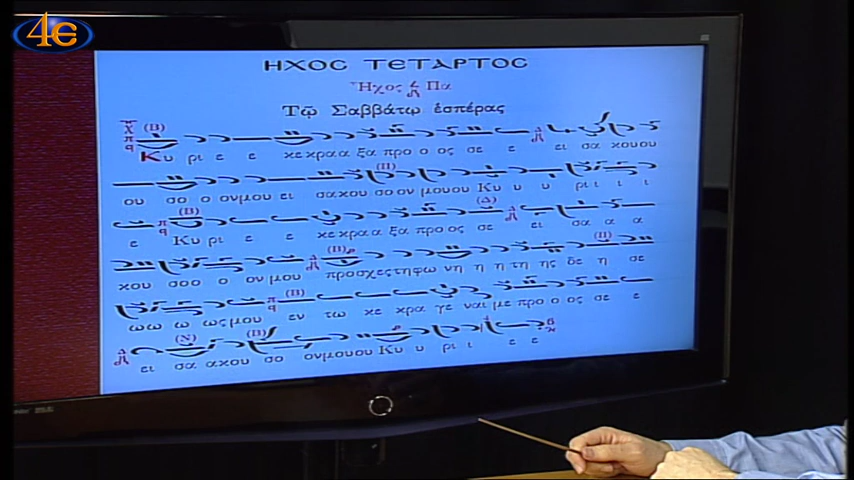 4ε
ΗΧΟΣ ΤΕΤΑΡΤΟΣ
Ἦχος Πα
Τῷ Σαββάτῳ ἑσπέρας
(Β)
Κυ ρι ε ε κε κρα α ξα προ ο ος σε ε ει σα κου ου
(Π)
ου σο ο ον μου ει σα κου σο ον μου ου Κυ υ υ ρι ι ι ι
(Β) (Δ)
ε Κυ ρι ε ε κε κρα α ξα προ ος σε ει σα α α
(Π) (Π)
κου σο ο ο ον μου προ σχες τη φω νη η η τη ης δε η σε
(Β)
ω ω ω ως μου εν τω κε κρα γε ναι με προ ο ος σε ε
(Ν) (Β)
ει σα α κου σο ον μου ου Κυ υ ρι ι ε ε